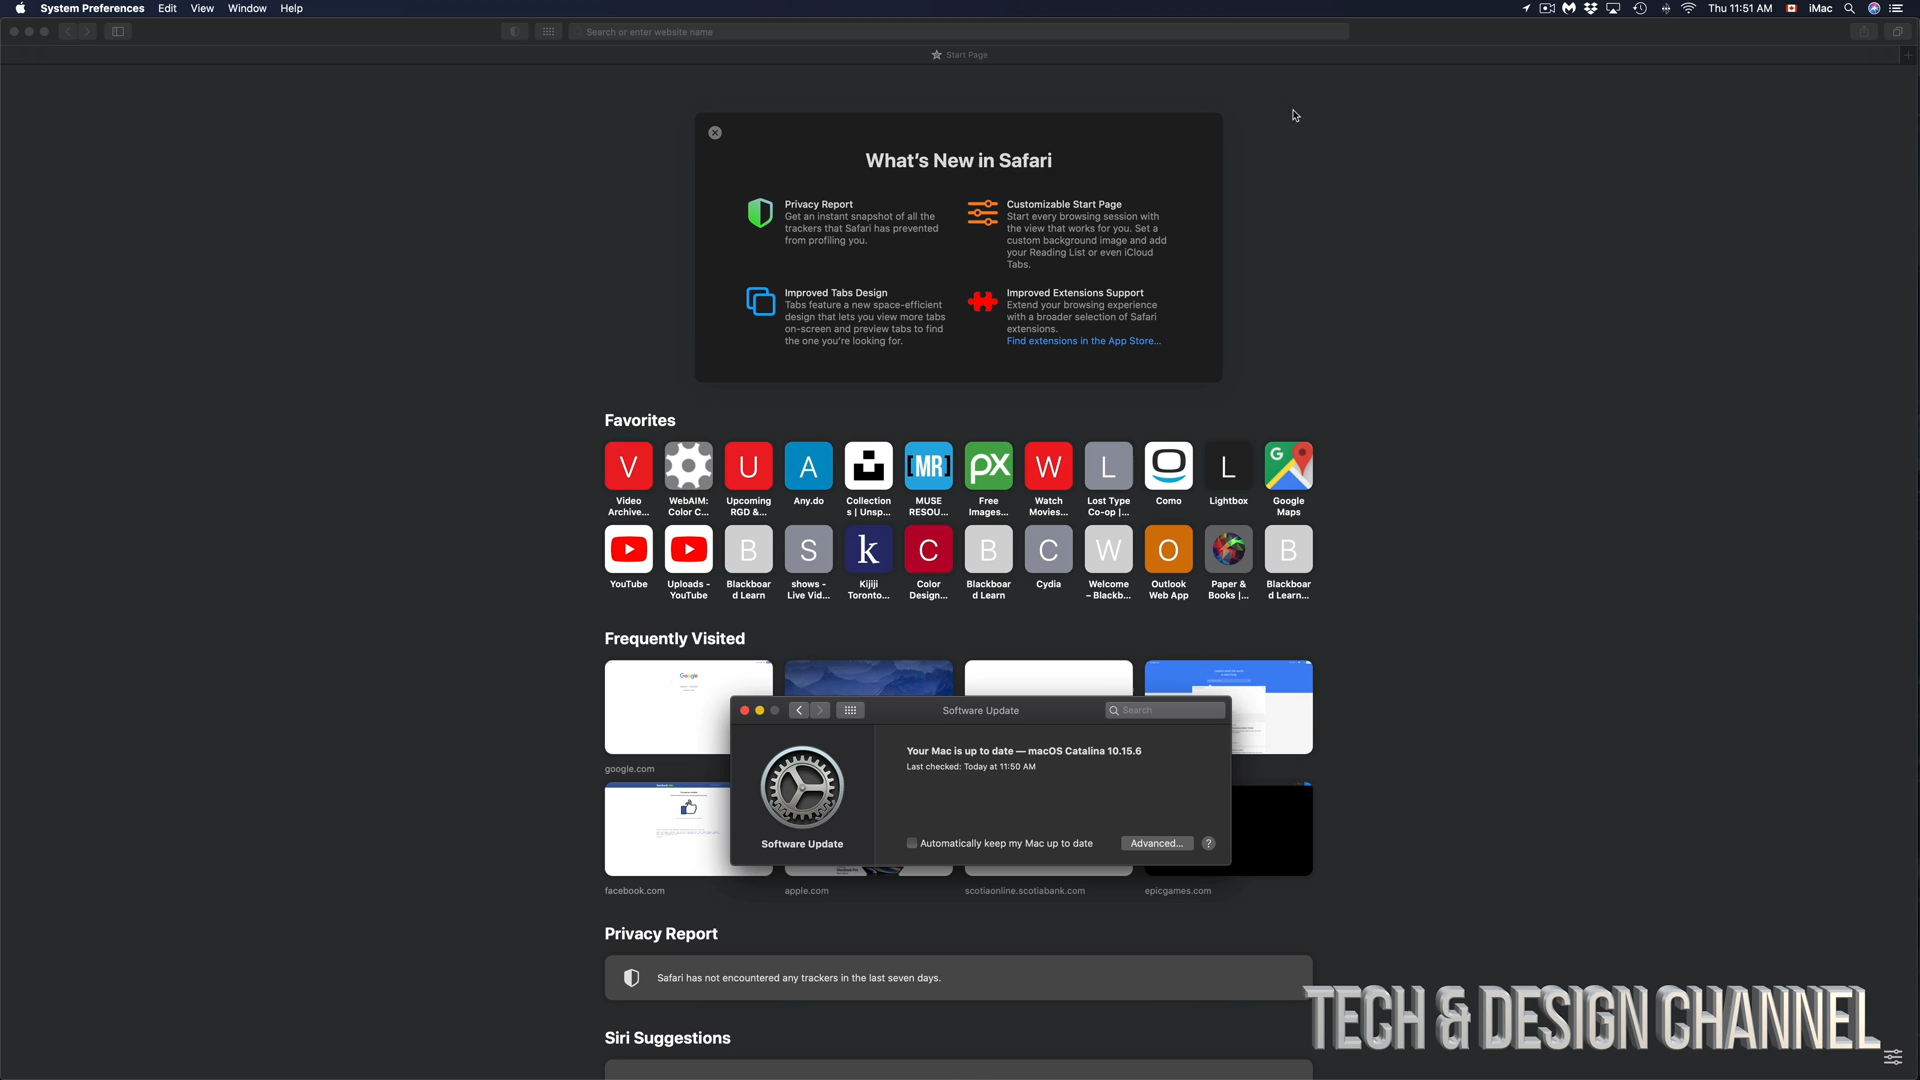 System Preferences Edit View Window Help
Thu 11:51 AM iMac
Search or enter website name
Start Page
What's New in Safari
Privacy Report
Get an instant snapshot of all the
trackers that Safari has prevented
from profiling you.
Customizable Start Page
Start every browsing session with
the view that works for you. Set a
custom background image and add
your Reading List or even iCloud
Tabs.
Improved Tabs Design
Tabs feature a new space-efficient
design that lets you view more tabs
on-screen and preview tabs to find
the one you're looking for.
Improved Extensions Support
Extend your browsing experience
with a broader selection of Safari
extensions.
Find extensions in the App Store...
Favorites
V U A [MR] px W L L G
Video
Archive...
WebAIM:
Color C...
Upcoming
RGD &...
Any.do
Collection
s | Unsp...
MUSE
RESOU...
Free
Images...
Watch
Movies...
Lost Type
Co-op |...
Como
Lightbox
Google
Maps
B S k C B C W O B
YouTube
Uploads -
YouTube
Blackboar
d Learn
shows -
Live Vid...
Kijiji
Toronto...
Color
Design...
Blackboar
d Learn
Cydia
Welcome
– Blackb...
Outlook
Web App
Paper &
Books |...
Blackboar
d Learn...
Frequently Visited
Google
google.com
Software Update
Search
Your Mac is up to date — macOS Catalina 10.15.6
Last checked: Today at 11:50 AM
Software Update
Automatically keep my Mac up to date
Advanced...
?
facebook.com
apple.com
scotiaonline.scotiabank.com
epicgames.com
Privacy Report
Safari has not encountered any trackers in the last seven days.
Siri Suggestions
TECH & DESIGN CHANNEL